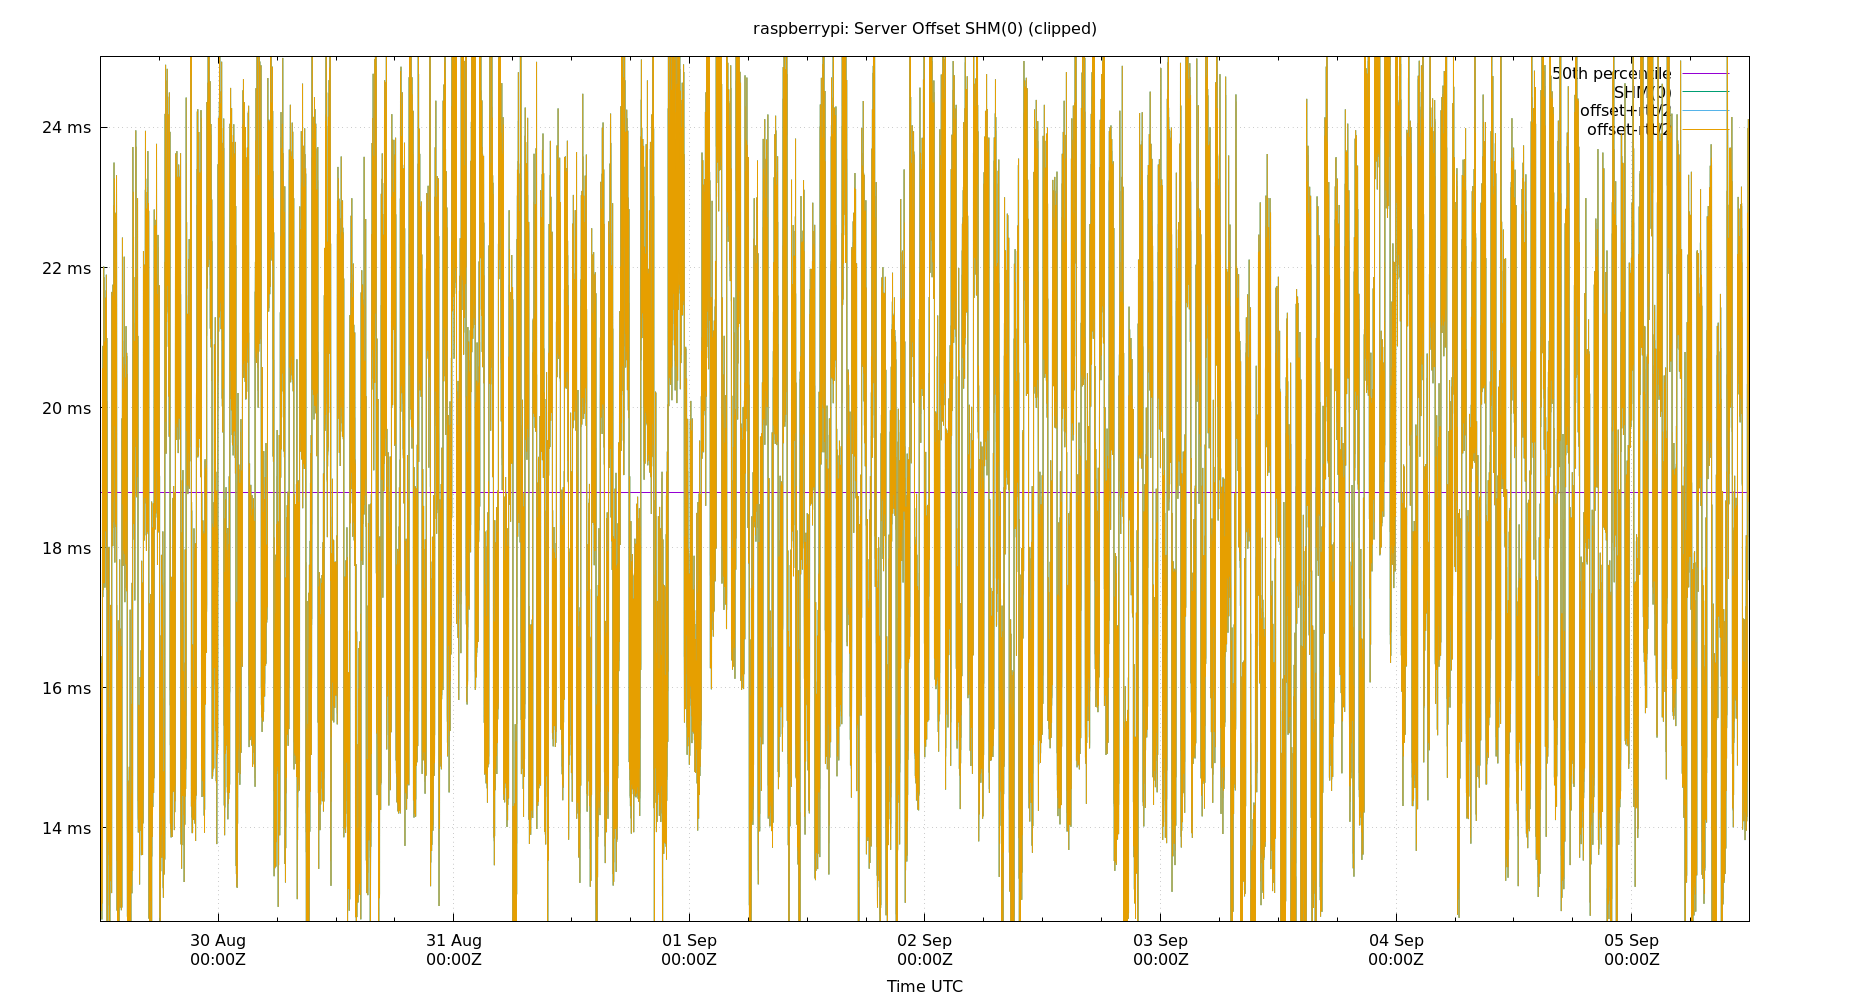 raspberrypi: Server Offset SHM(0) (clipped)
50th percentile
SHM(0)
offset+rtt/2
offset-rtt/2
24 ms
22 ms
20 ms
18 ms
16 ms
14 ms
30 Aug
00:00Z
31 Aug
00:00Z
01 Sep
00:00Z
02 Sep
00:00Z
03 Sep
00:00Z
04 Sep
00:00Z
05 Sep
00:00Z
Time UTC